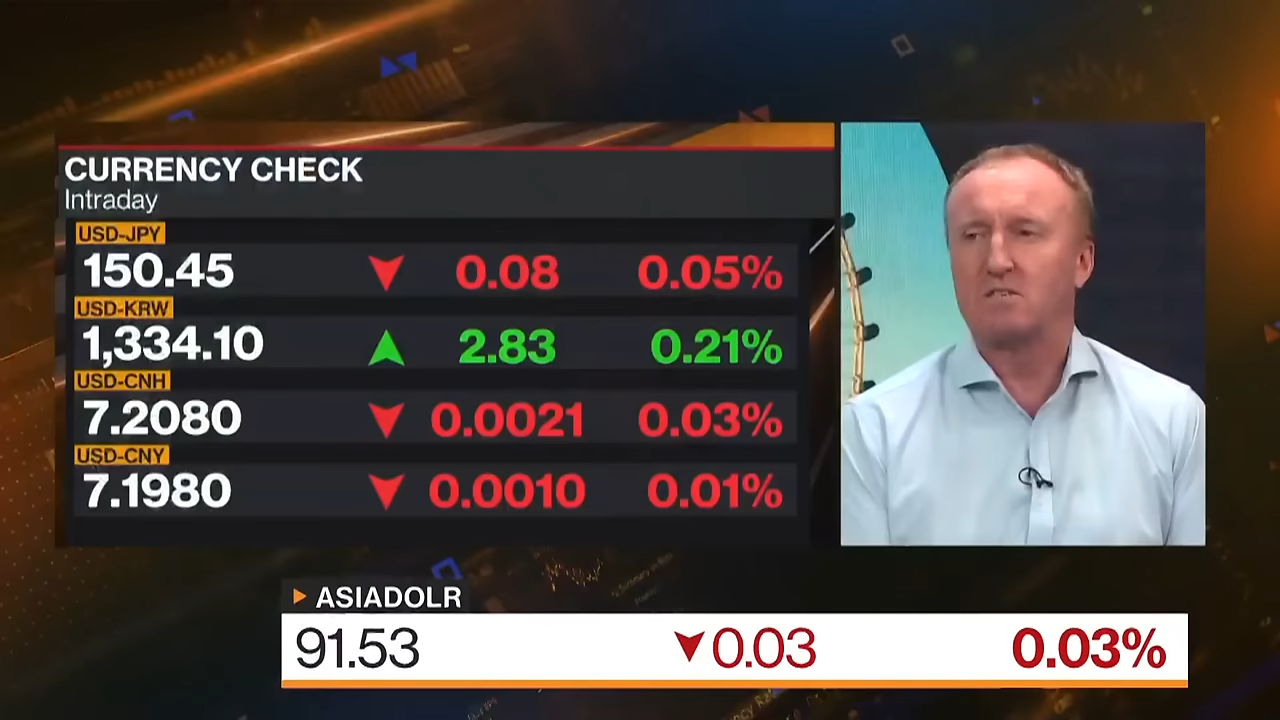 CURRENCY CHECK
Intraday
USD-JPY
150.45 ▼ 0.08 0.05%
USD-KRW
1,334.10 ▲ 2.83 0.21%
USD-CNH
7.2080 ▼ 0.0021 0.03%
USD-CNY
7.1980 ▼ 0.0010 0.01%
ASIADOLR
91.53 ▼0.03 0.03%